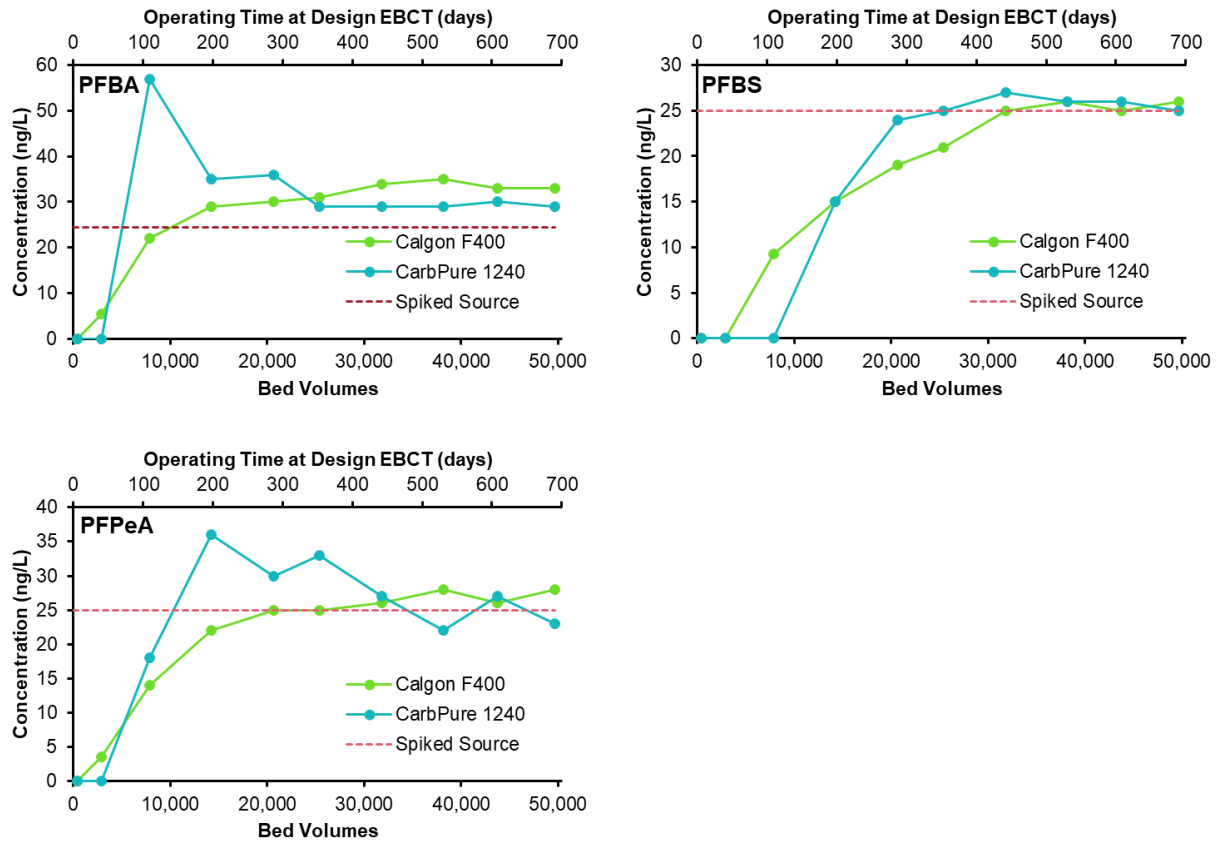 Operating Time at Design EBCT (days)
0 100 200 300 400 500 600 700
60
50
40
30
20
10
0
Concentration (ng/L)
PFBA
Calgon F400
CarbPure 1240
Spiked Source
0 10,000 20,000 30,000 40,000 50,000
Bed Volumes
Operating Time at Design EBCT (days)
0 100 200 300 400 500 600 700
30
25
20
15
10
5
0
Concentration (ng/L)
PFBS
Calgon F400
CarbPure 1240
Spiked Source
0 10,000 20,000 30,000 40,000 50,000
Bed Volumes
Operating Time at Design EBCT (days)
0 100 200 300 400 500 600 700
40
35
30
25
20
15
10
5
0
Concentration (ng/L)
PFPeA
Calgon F400
CarbPure 1240
Spiked Source
0 10,000 20,000 30,000 40,000 50,000
Bed Volumes